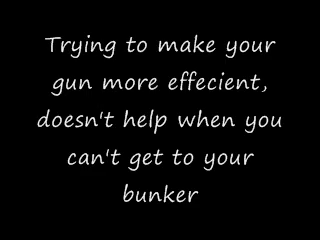 Trying to make your
gun more effecient,
doesn't help when you
can't get to your
bunker